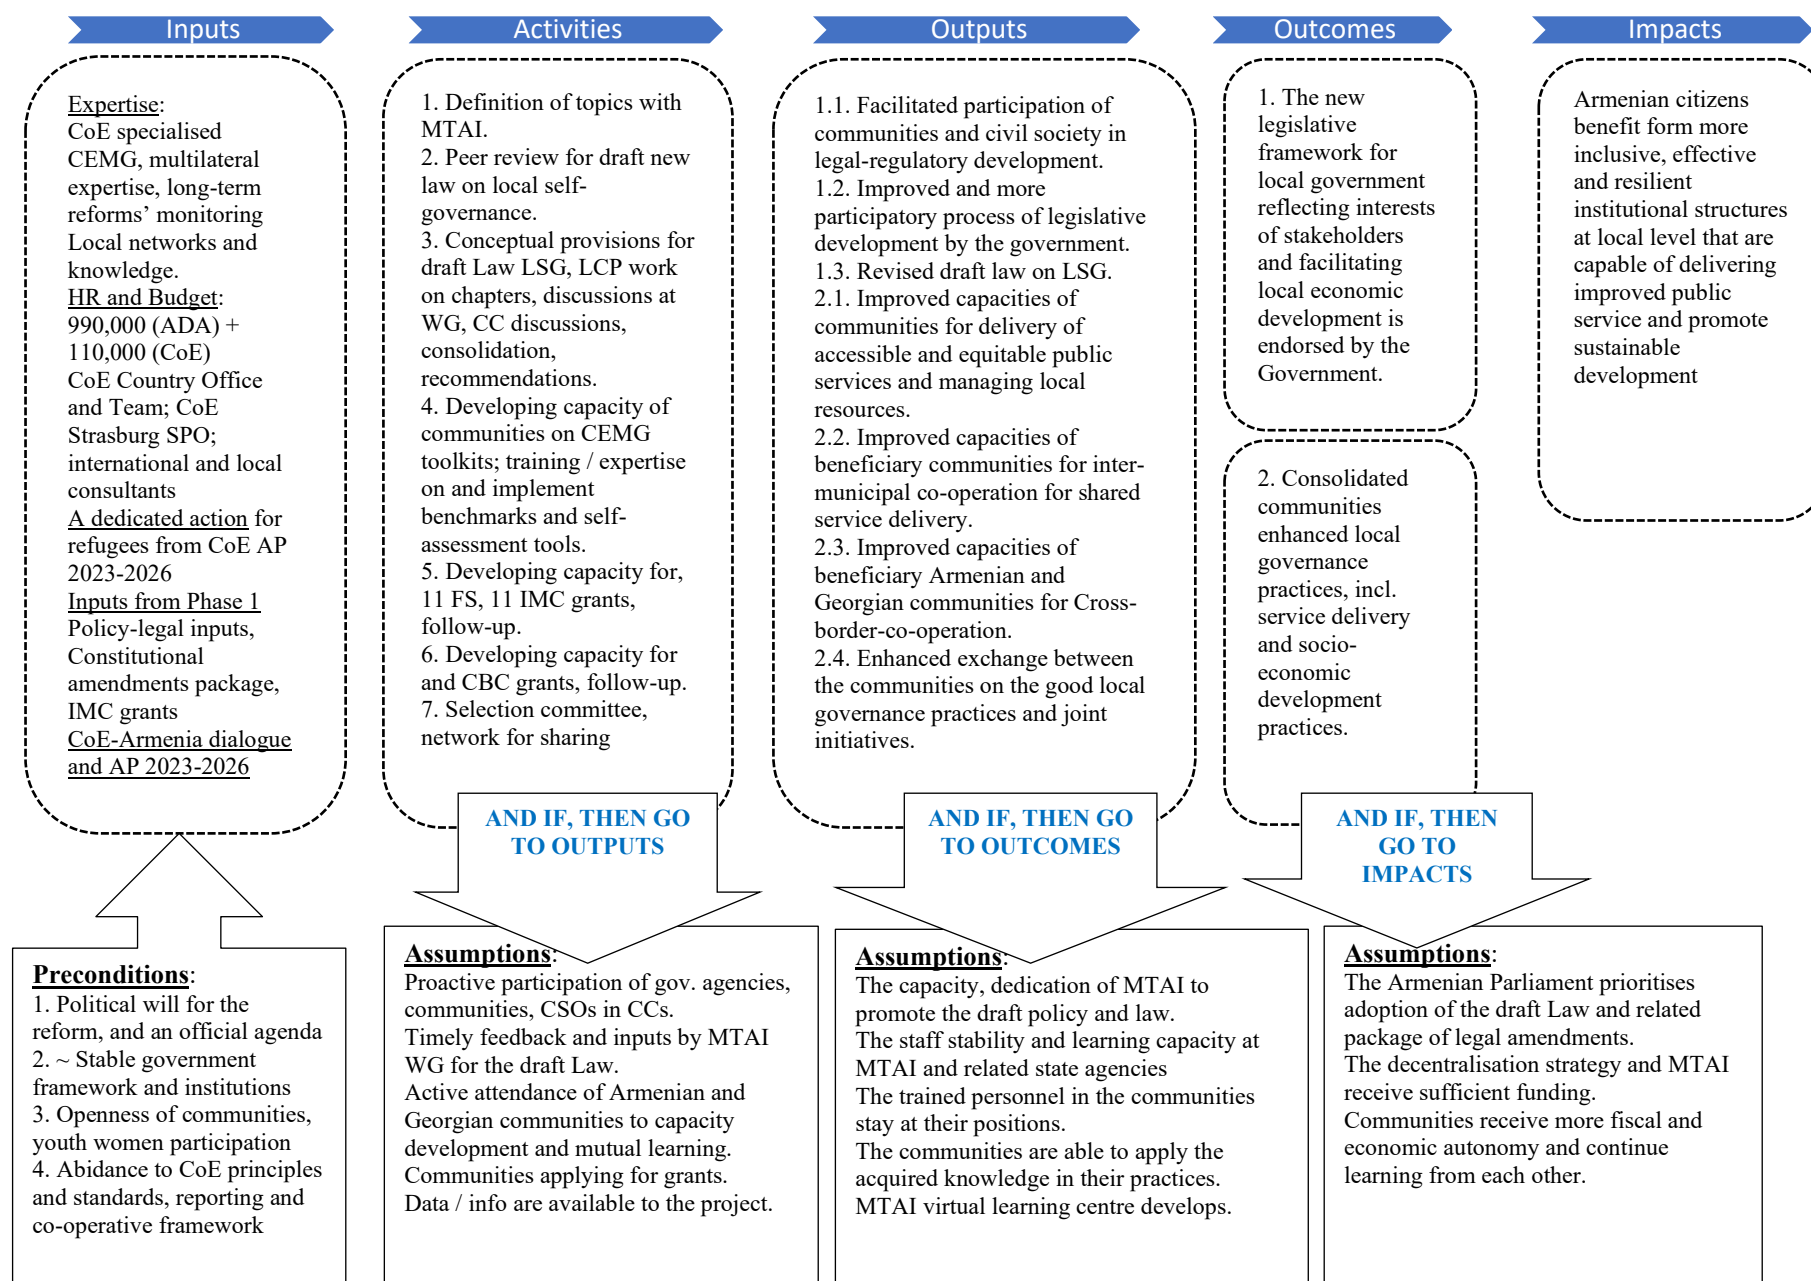 Inputs
Activities
Outputs
Outcomes
Impacts
Expertise:
CoE specialised
CEMG, multilateral
expertise, long-term
reforms’ monitoring
Local networks and
knowledge.
HR and Budget:
990,000 (ADA) +
110,000 (CoE)
CoE Country Office
and Team; CoE
Strasburg SPO;
international and local
consultants
A dedicated action for
refugees from CoE AP
2023-2026
Inputs from Phase 1
Policy-legal inputs,
Constitutional
amendments package,
IMC grants
CoE-Armenia dialogue
and AP 2023-2026
1. Definition of topics with
MTAI.
2. Peer review for draft new
law on local self-
governance.
3. Conceptual provisions for
draft Law LSG, LCP work
on chapters, discussions at
WG, CC discussions,
consolidation,
recommendations.
4. Developing capacity of
communities on CEMG
toolkits; training / expertise
on and implement
benchmarks and self-
assessment tools.
5. Developing capacity for,
11 FS, 11 IMC grants,
follow-up.
6. Developing capacity for
and CBC grants, follow-up.
7. Selection committee,
network for sharing
1.1. Facilitated participation of
communities and civil society in
legal-regulatory development.
1.2. Improved and more
participatory process of legislative
development by the government.
1.3. Revised draft law on LSG.
2.1. Improved capacities of
communities for delivery of
accessible and equitable public
services and managing local
resources.
2.2. Improved capacities of
beneficiary communities for inter-
municipal co-operation for shared
service delivery.
2.3. Improved capacities of
beneficiary Armenian and
Georgian communities for Cross-
border-co-operation.
2.4. Enhanced exchange between
the communities on the good local
governance practices and joint
initiatives.
1. The new
legislative
framework for
local government
reflecting interests
of stakeholders
and facilitating
local economic
development is
endorsed by the
Government.
2. Consolidated
communities
enhanced local
governance
practices, incl.
service delivery
and socio-
economic
development
practices.
Armenian citizens
benefit form more
inclusive, effective
and resilient
institutional structures
at local level that are
capable of delivering
improved public
service and promote
sustainable
development
AND IF, THEN GO
TO OUTPUTS
AND IF, THEN GO
TO OUTCOMES
AND IF, THEN
GO TO
IMPACTS
Preconditions:
1. Political will for the
reform, and an official agenda
2. ~ Stable government
framework and institutions
3. Openness of communities,
youth women participation
4. Abidance to CoE principles
and standards, reporting and
co-operative framework
Assumptions:
Proactive participation of gov. agencies,
communities, CSOs in CCs.
Timely feedback and inputs by MTAI
WG for the draft Law.
Active attendance of Armenian and
Georgian communities to capacity
development and mutual learning.
Communities applying for grants.
Data / info are available to the project.
Assumptions:
The capacity, dedication of MTAI to
promote the draft policy and law.
The staff stability and learning capacity at
MTAI and related state agencies
The trained personnel in the communities
stay at their positions.
The communities are able to apply the
acquired knowledge in their practices.
MTAI virtual learning centre develops.
Assumptions:
The Armenian Parliament prioritises
adoption of the draft Law and related
package of legal amendments.
The decentralisation strategy and MTAI
receive sufficient funding.
Communities receive more fiscal and
economic autonomy and continue
learning from each other.